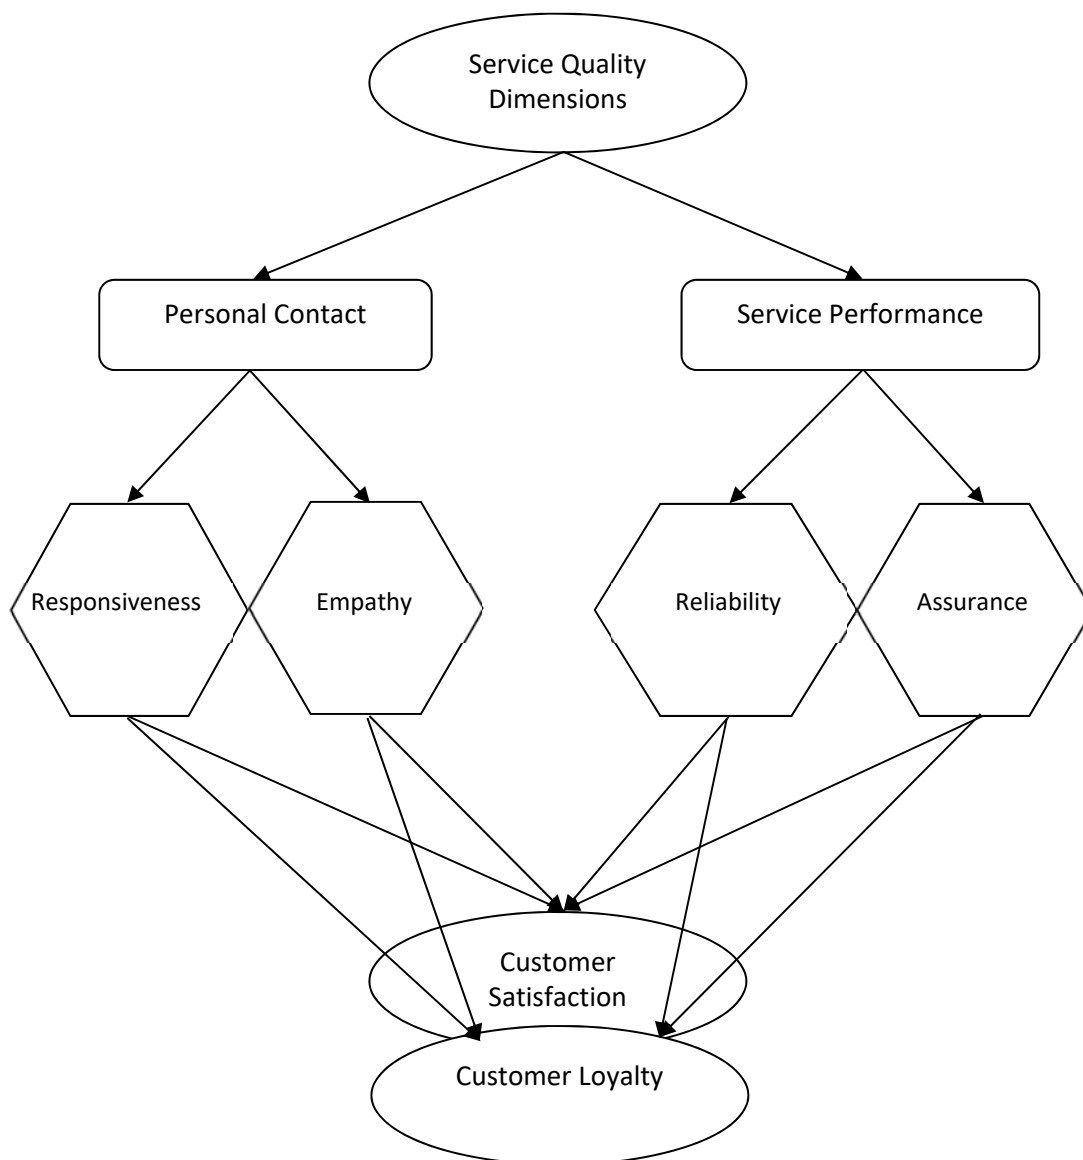 Service Quality
Dimensions
Personal Contact
Service Performance
Responsiveness
Empathy
Reliability
Assurance
Customer
Satisfaction
Customer Loyalty